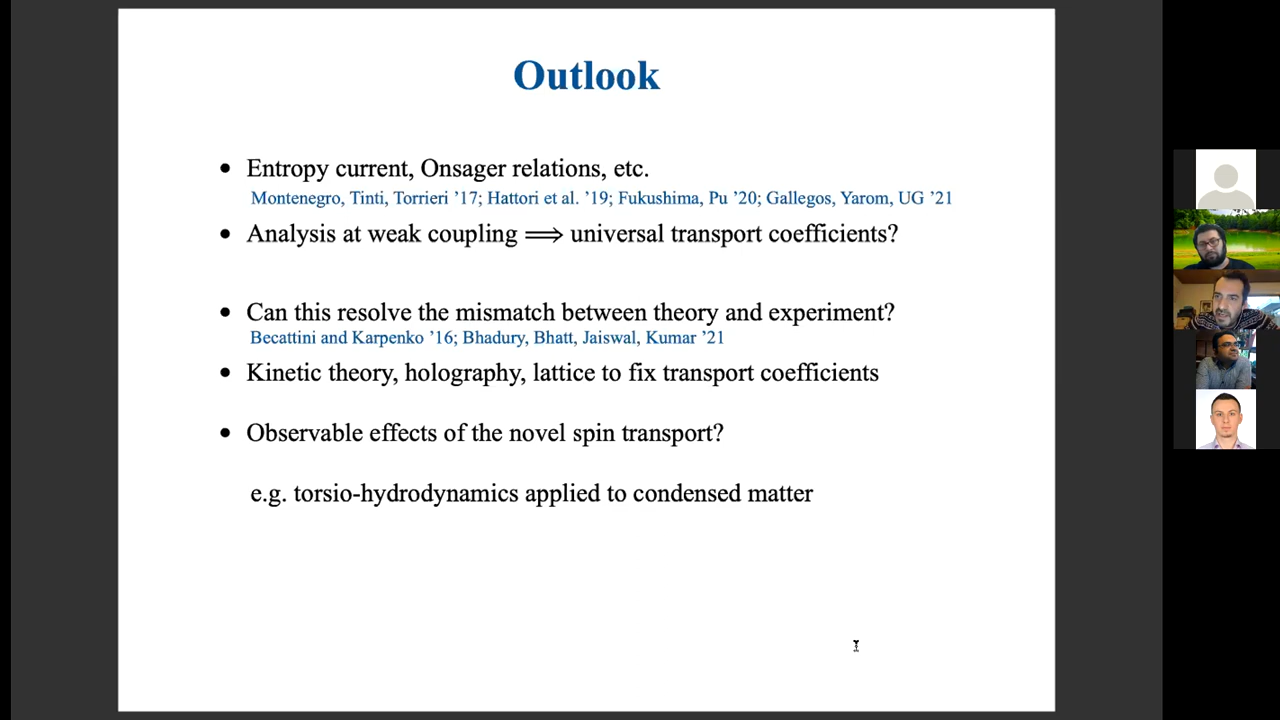 Outlook
• Entropy current, Onsager relations, etc.
Montenegro, Tinti, Torrieri ’17; Hattori et al. ’19; Fukushima, Pu ’20; Gallegos, Yarom, UG ’21
• Analysis at weak coupling ⟹ universal transport coefficients?
• Can this resolve the mismatch between theory and experiment?
Becattini and Karpenko ’16; Bhadury, Bhatt, Jaiswal, Kumar ’21
• Kinetic theory, holography, lattice to fix transport coefficients
• Observable effects of the novel spin transport?
e.g. torsio-hydrodynamics applied to condensed matter